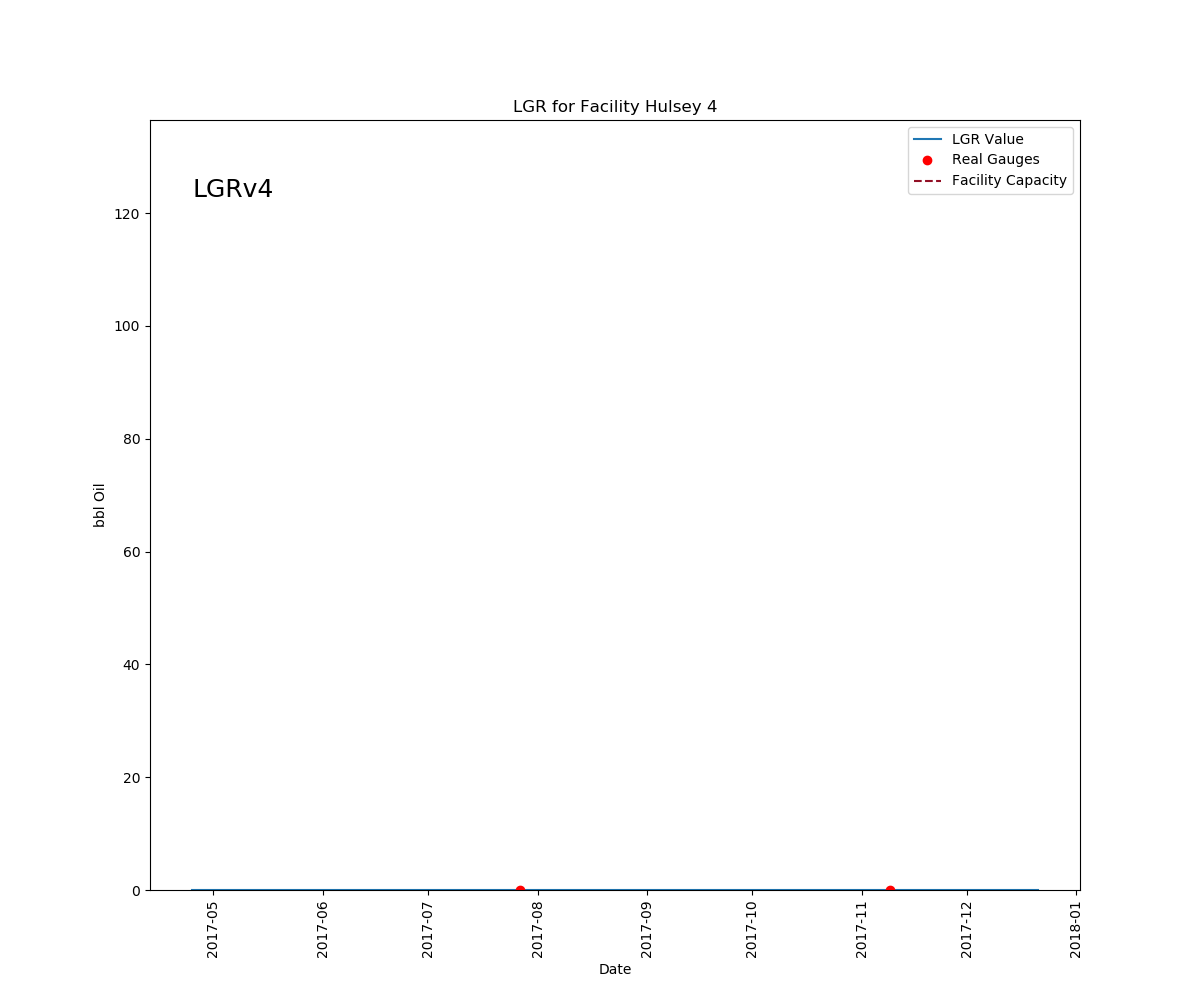 LGR for Facility Hulsey 4
LGRv4
LGR Value
Real Gauges
Facility Capacity
bbl Oil
120
100
80
60
40
20
0
2017-05
2017-06
2017-07
2017-08
2017-09
2017-10
2017-11
2017-12
2018-01
Date